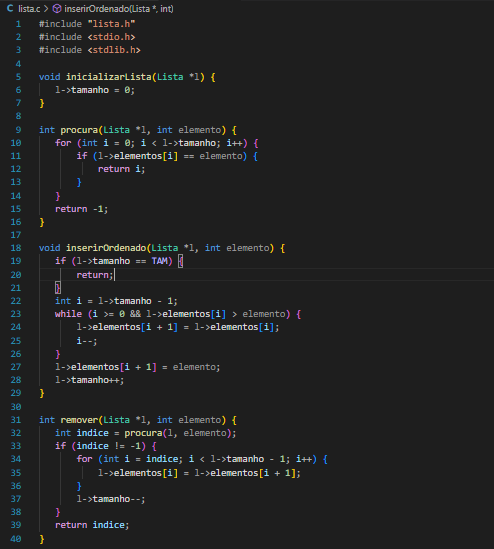 C lista.c > inserirOrdenado(Lista *, int)
1 #include "lista.h"
2 #include <stdio.h>
3 #include <stdlib.h>
4
5 void inicializarLista(Lista *l) {
6     l->tamanho = 0;
7 }
8
9 int procura(Lista *l, int elemento) {
10     for (int i = 0; i < l->tamanho; i++) {
11         if (l->elementos[i] == elemento) {
12             return i;
13         }
14     }
15     return -1;
16 }
17
18 void inserirOrdenado(Lista *l, int elemento) {
19     if (l->tamanho == TAM) {
20         return;
21     }
22     int i = l->tamanho - 1;
23     while (i >= 0 && l->elementos[i] > elemento) {
24         l->elementos[i + 1] = l->elementos[i];
25         i--;
26     }
27     l->elementos[i + 1] = elemento;
28     l->tamanho++;
29 }
30
31 int remover(Lista *l, int elemento) {
32     int indice = procura(l, elemento);
33     if (indice != -1) {
34         for (int i = indice; i < l->tamanho - 1; i++) {
35             l->elementos[i] = l->elementos[i + 1];
36         }
37         l->tamanho--;
38     }
39     return indice;
40 }